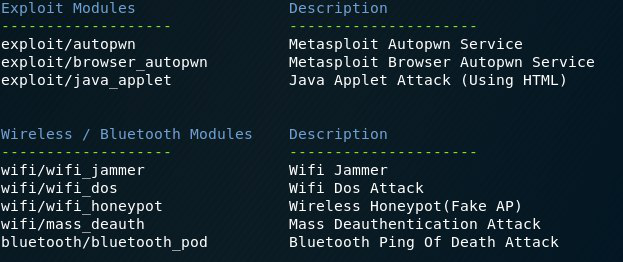 Exploit Modules Description
------------------- ---------------------
exploit/autopwn Metasploit Autopwn Service
exploit/browser_autopwn Metasploit Browser Autopwn Service
exploit/java_applet Java Applet Attack (Using HTML)
Wireless / Bluetooth Modules Description
------------------- ---------------------
wifi/wifi_jammer Wifi Jammer
wifi/wifi_dos Wifi Dos Attack
wifi/wifi_honeypot Wireless Honeypot(Fake AP)
wifi/mass_deauth Mass Deauthentication Attack
bluetooth/bluetooth_pod Bluetooth Ping Of Death Attack